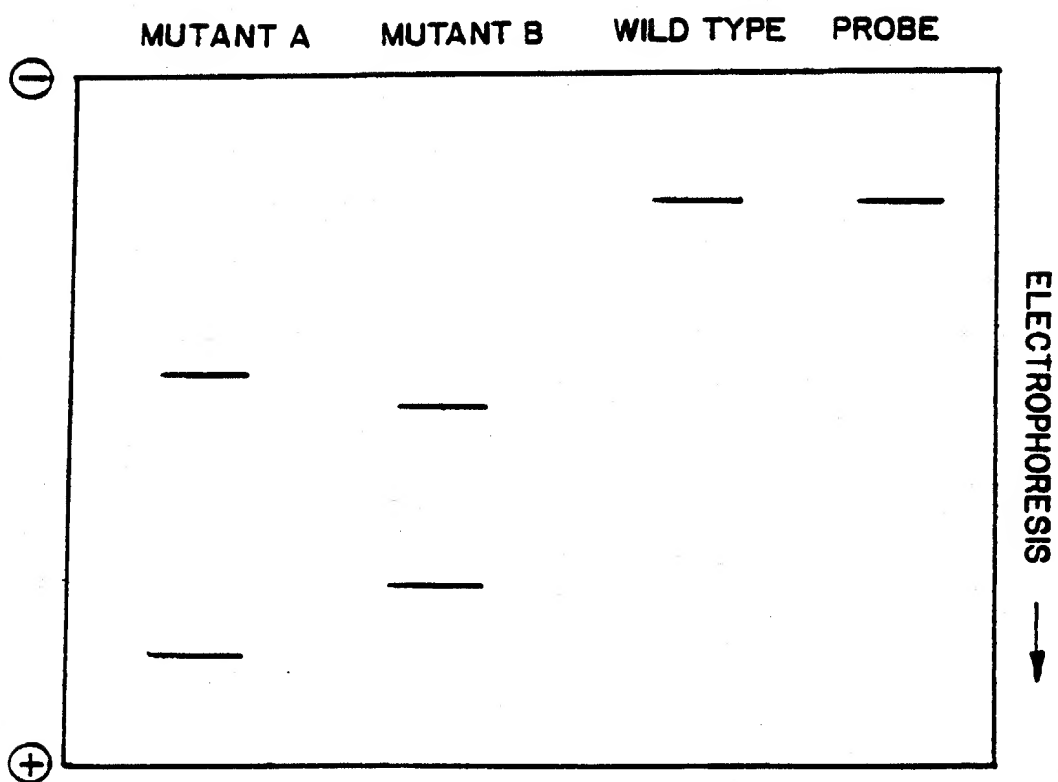 MUTANT A MUTANT B WILD TYPE PROBE
−
ELECTROPHORESIS →
+